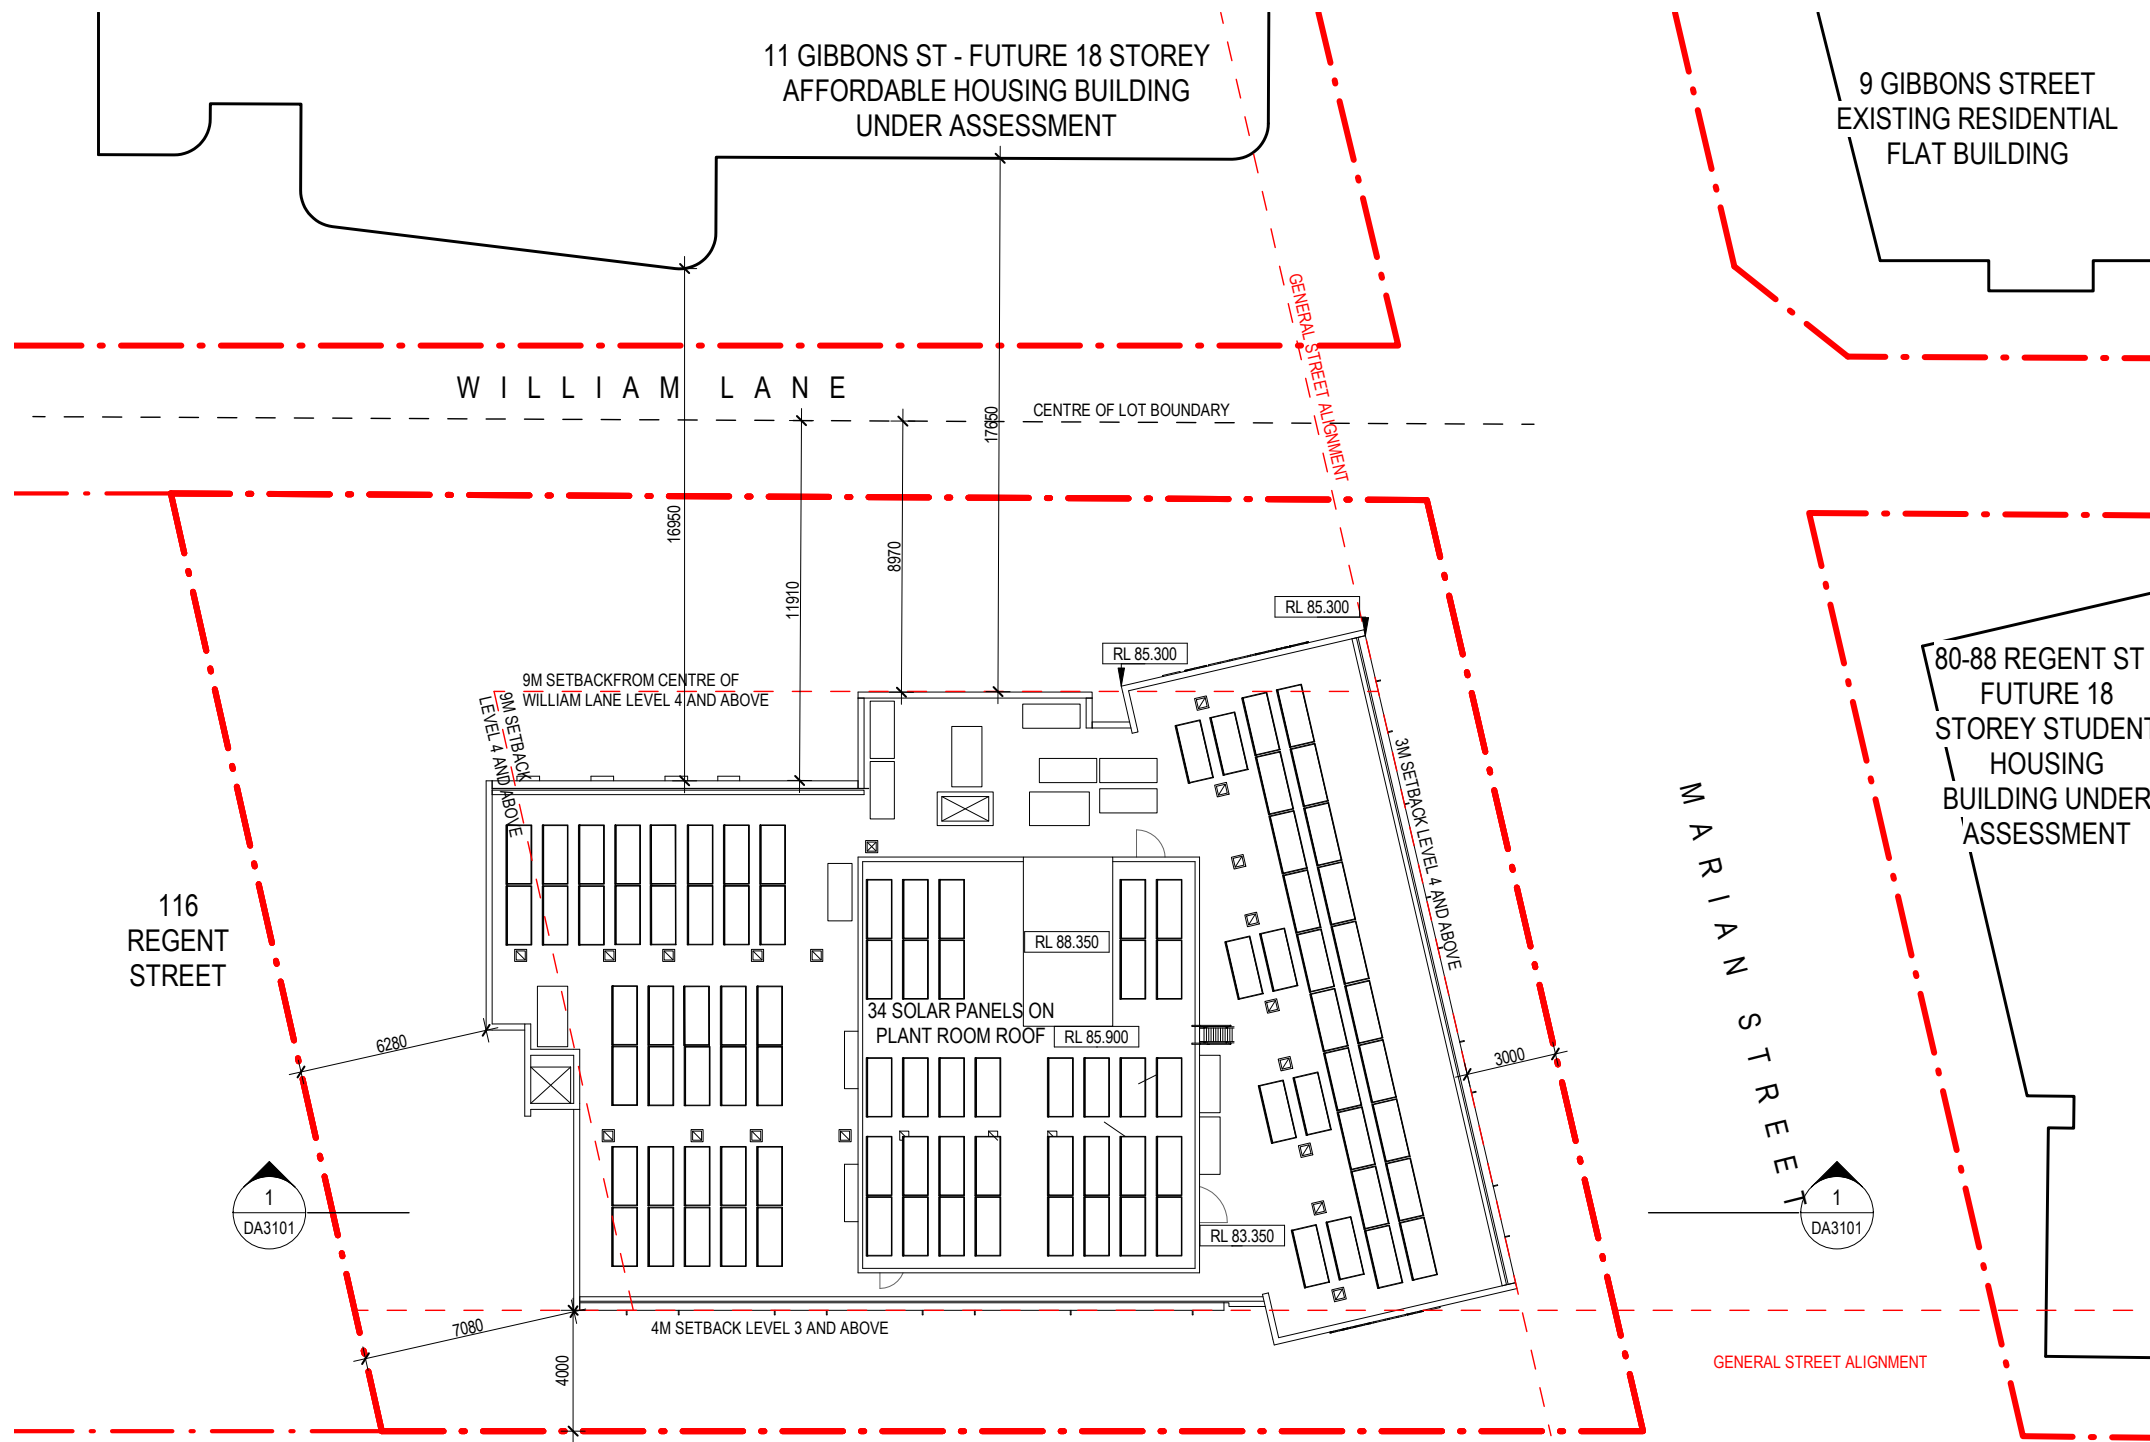 11 GIBBONS ST - FUTURE 18 STOREY
AFFORDABLE HOUSING BUILDING
UNDER ASSESSMENT
9 GIBBONS STREET
EXISTING RESIDENTIAL
FLAT BUILDING
GENERAL STREET ALIGNMENT
WILLIAM LANE
CENTRE OF LOT BOUNDARY
17650
16950
8970
11910
RL 85.300
RL 85.300
9M SETBACKFROM CENTRE OF
WILLIAM LANE LEVEL 4 AND ABOVE
9M SETBACK
LEVEL 4 AND ABOVE
3M SETBACK LEVEL 4 AND ABOVE
80-88 REGENT ST
FUTURE 18
STOREY STUDENT
HOUSING
BUILDING UNDER
ASSESSMENT
MARIAN STREET
116
REGENT
STREET
RL 88.350
34 SOLAR PANELS ON
PLANT ROOM ROOF
RL 85.900
6280
3000
1
DA3101
1
DA3101
RL 83.350
7080
4M SETBACK LEVEL 3 AND ABOVE
4000
GENERAL STREET ALIGNMENT